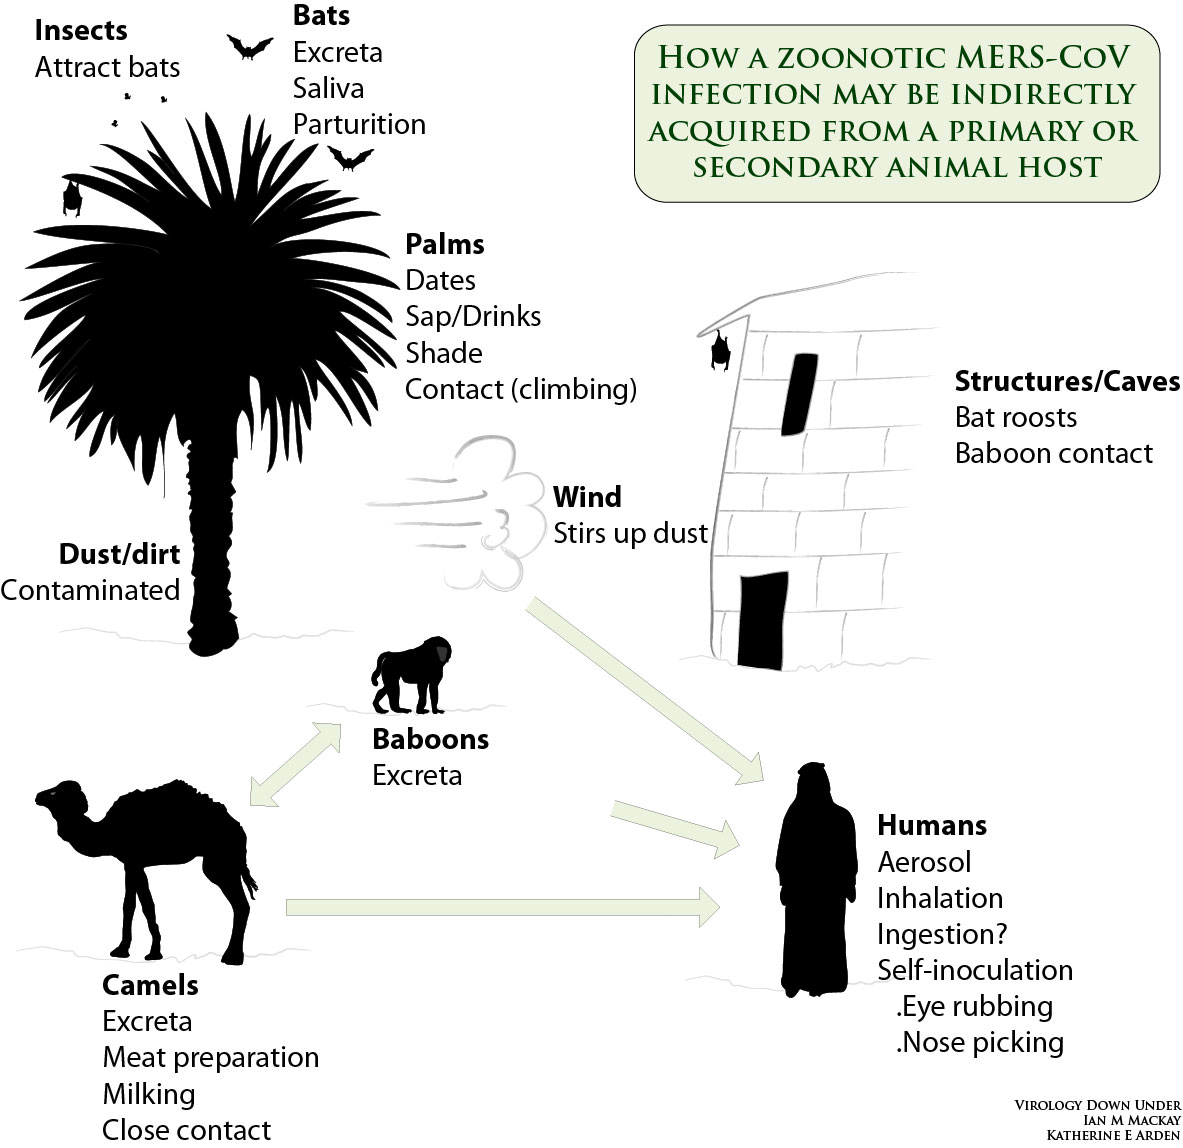 Insects
Attract bats
Bats
Excreta
Saliva
Parturition
How a zoonotic MERS-CoV
infection may be indirectly
acquired from a primary or
secondary animal host
Palms
Dates
Sap/Drinks
Shade
Contact (climbing)
Structures/Caves
Bat roosts
Baboon contact
Wind
Stirs up dust
Dust/dirt
Contaminated
Baboons
Excreta
Humans
Aerosol
Inhalation
Ingestion?
Self-inoculation
.Eye rubbing
.Nose picking
Camels
Excreta
Meat preparation
Milking
Close contact
Virology Down Under
Ian M Mackay
Katherine E Arden